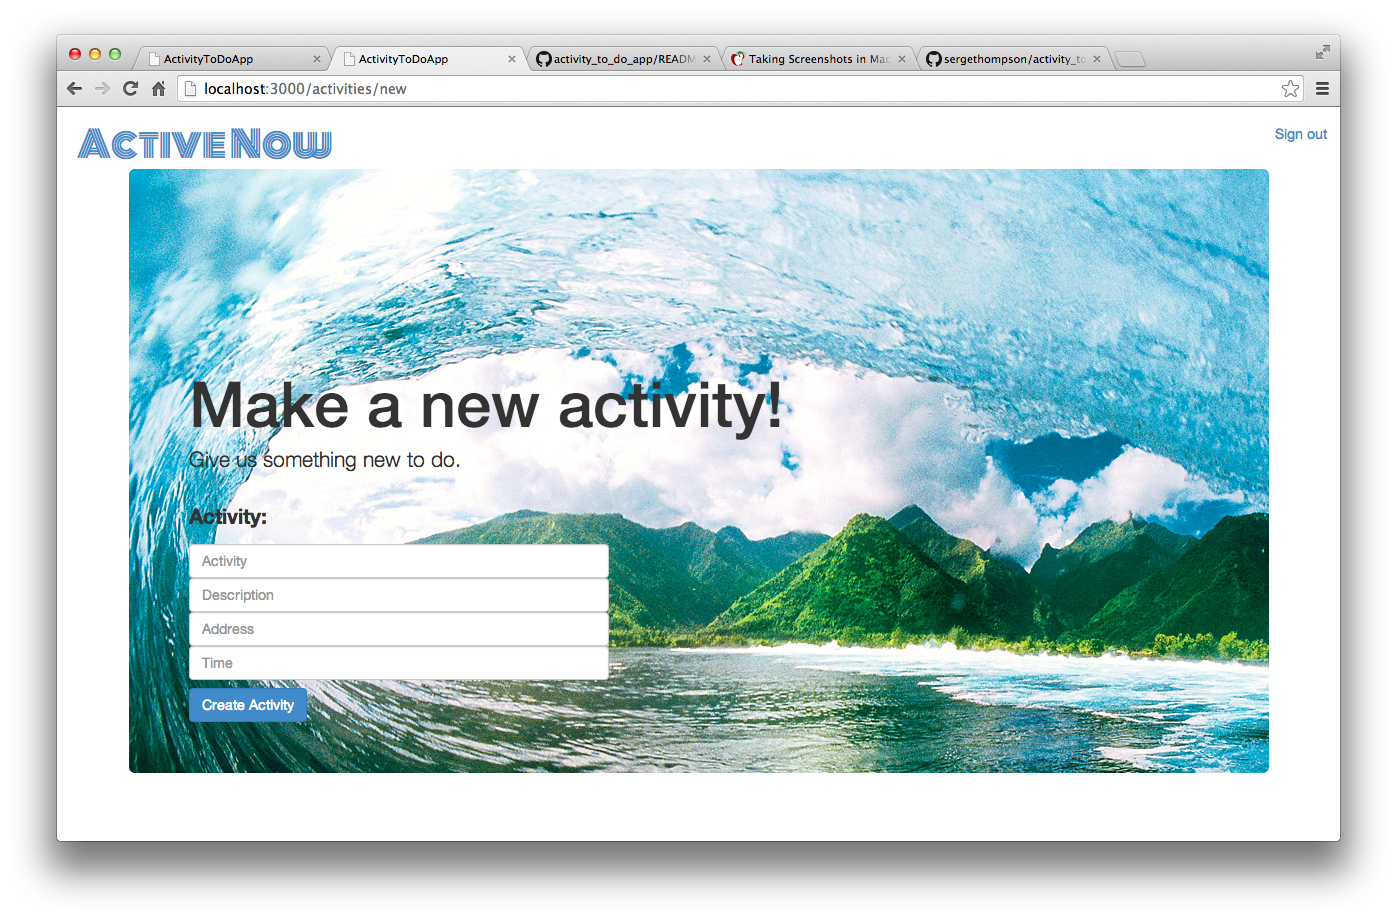 ActivityToDoApp
ActivityToDoApp
activity_to_do_app/READM
Taking Screenshots in Mac
sergethompson/activity_to
localhost:3000/activities/new
ActiveNow
Sign out
Make a new activity!
Give us something new to do.
Activity:
Activity
Description
Address
Time
Create Activity